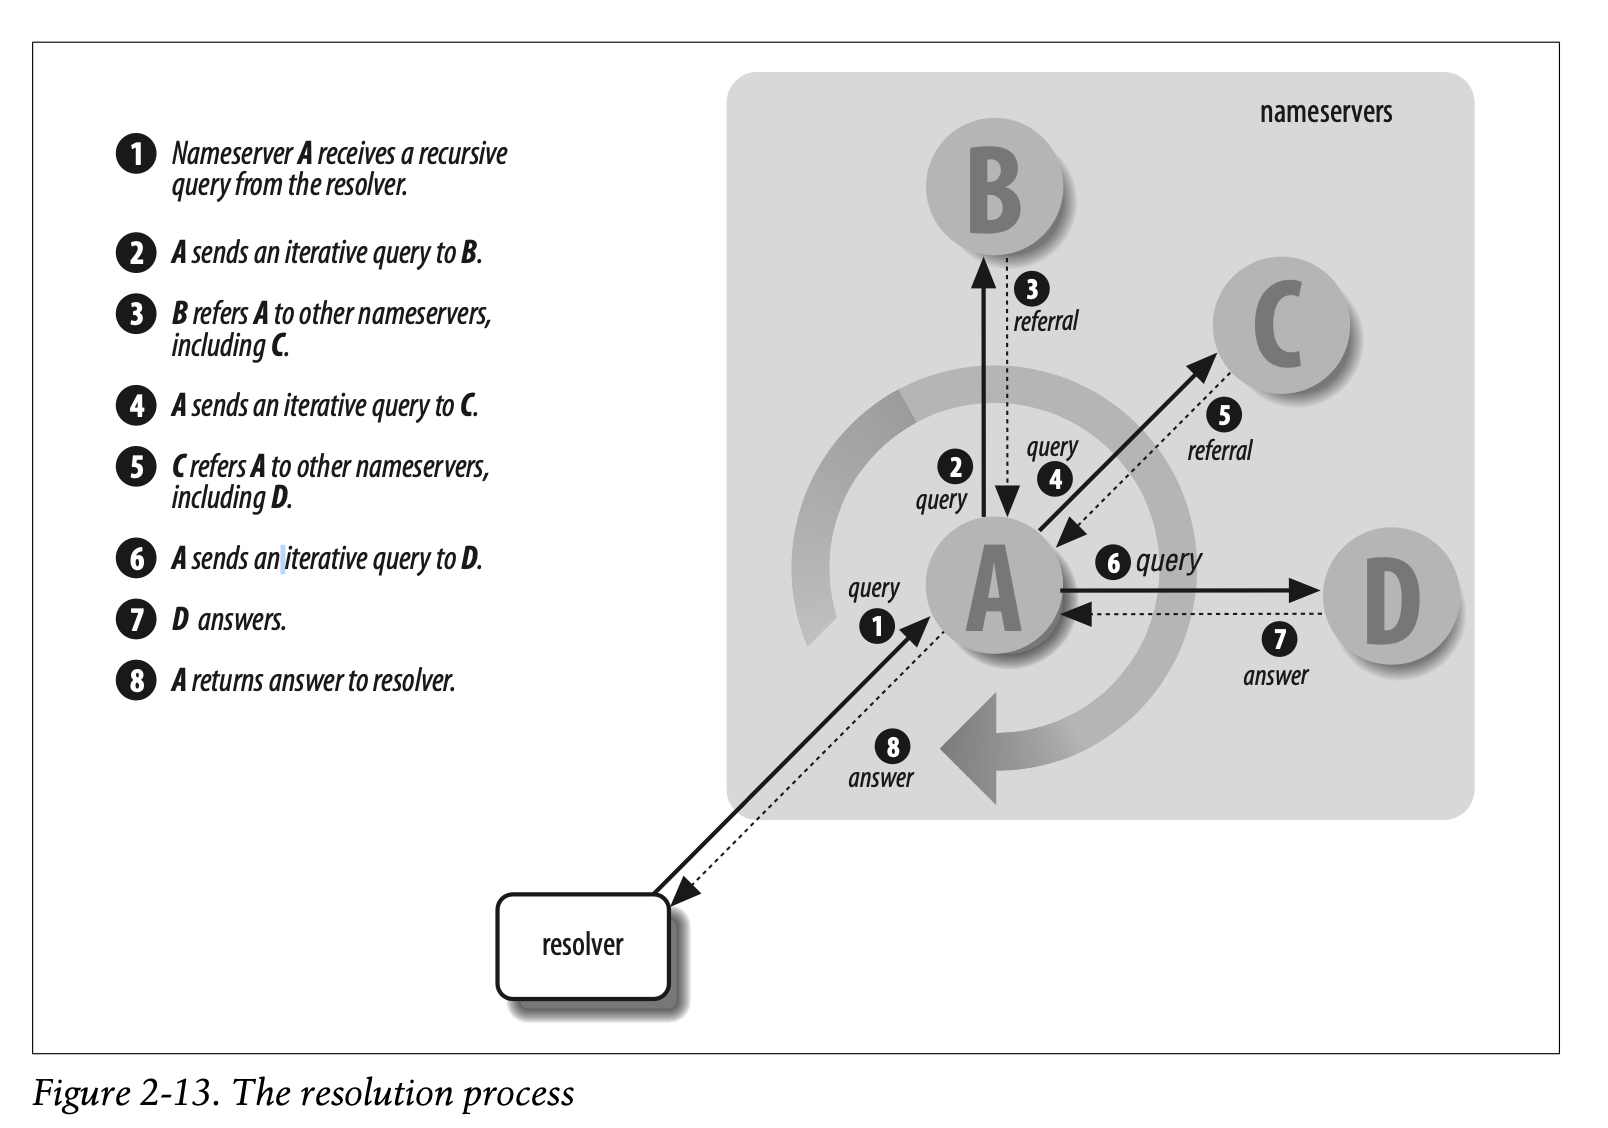 1 Nameserver A receives a recursive
query from the resolver.
2 A sends an iterative query to B.
3 B refers A to other nameservers,
including C.
4 A sends an iterative query to C.
5 C refers A to other nameservers,
including D.
6 A sends an iterative query to D.
7 D answers.
8 A returns answer to resolver.
nameservers
B
3
referral
C
5
referral
2
query
query
4
A
6 query
D
7
answer
query
1
8
answer
resolver
Figure 2-13. The resolution process